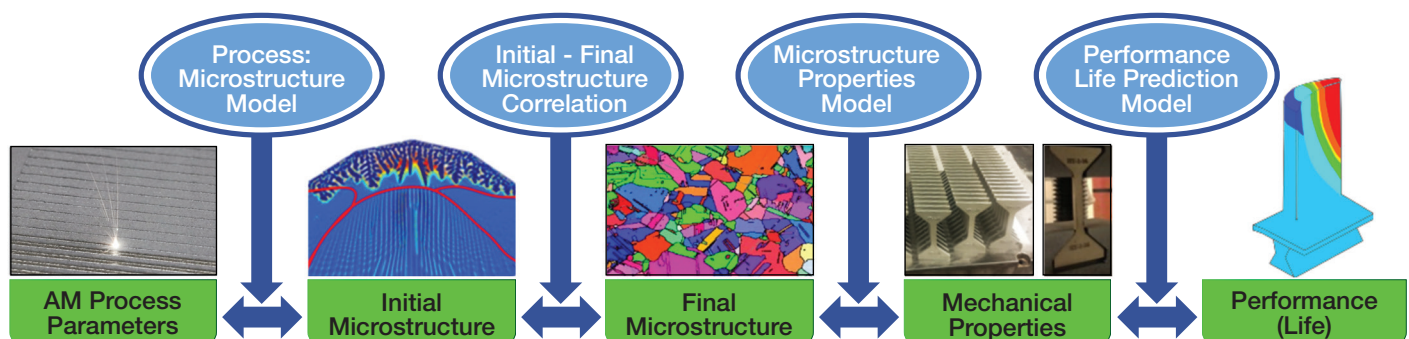 Process:
Microstructure
Model
Initial - Final
Microstructure
Correlation
Microstructure
Properties
Model
Performance
Life Prediction
Model
AM Process
Parameters
Initial
Microstructure
Final
Microstructure
Mechanical
Properties
Performance
(Life)